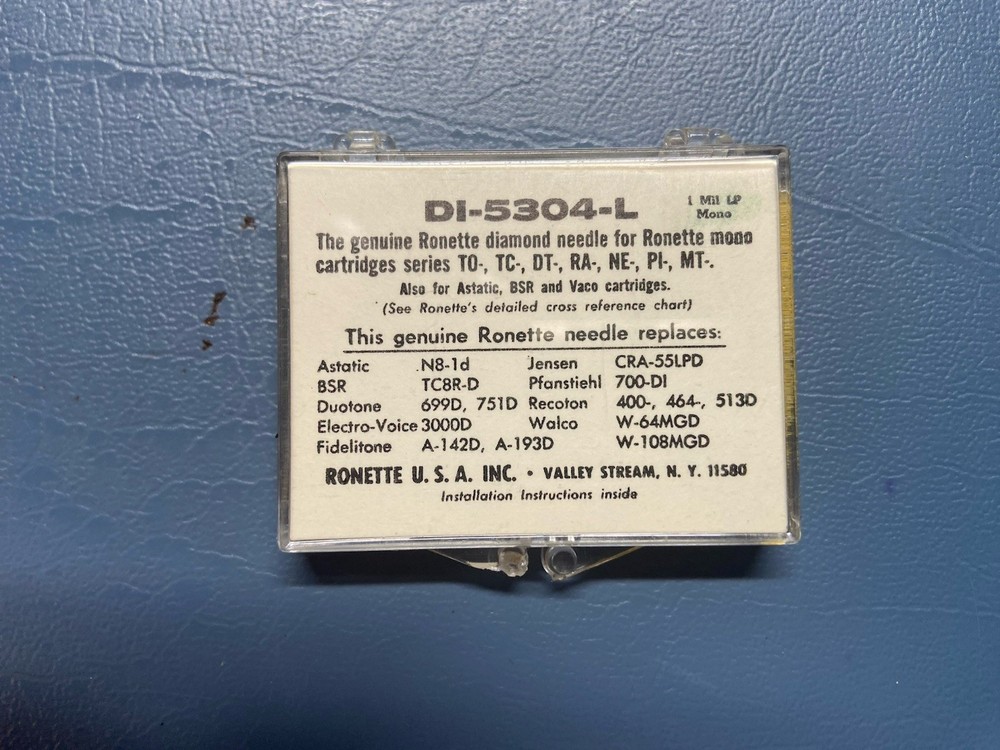 DI-5304-L
1 Mil LP
Mono
The genuine Ronette diamond needle for Ronette mono
cartridges series TO-, TC-, DT-, RA-, NE-, PI-, MT-.
Also for Astatic, BSR and Vaco cartridges.
(See Ronette's detailed cross reference chart)
This genuine Ronette needle replaces:
Astatic N8-1d Jensen CRA-55LPD
BSR TC8R-D Pfanstiehl 700-DI
Duotone 699D, 751D Recoton 400-, 464-, 513D
Electro-Voice 3000D Walco W-64MGD
Fidelitone A-142D, A-193D W-108MGD
RONETTE U. S. A. INC. • VALLEY STREAM, N. Y. 11580
Installation Instructions inside